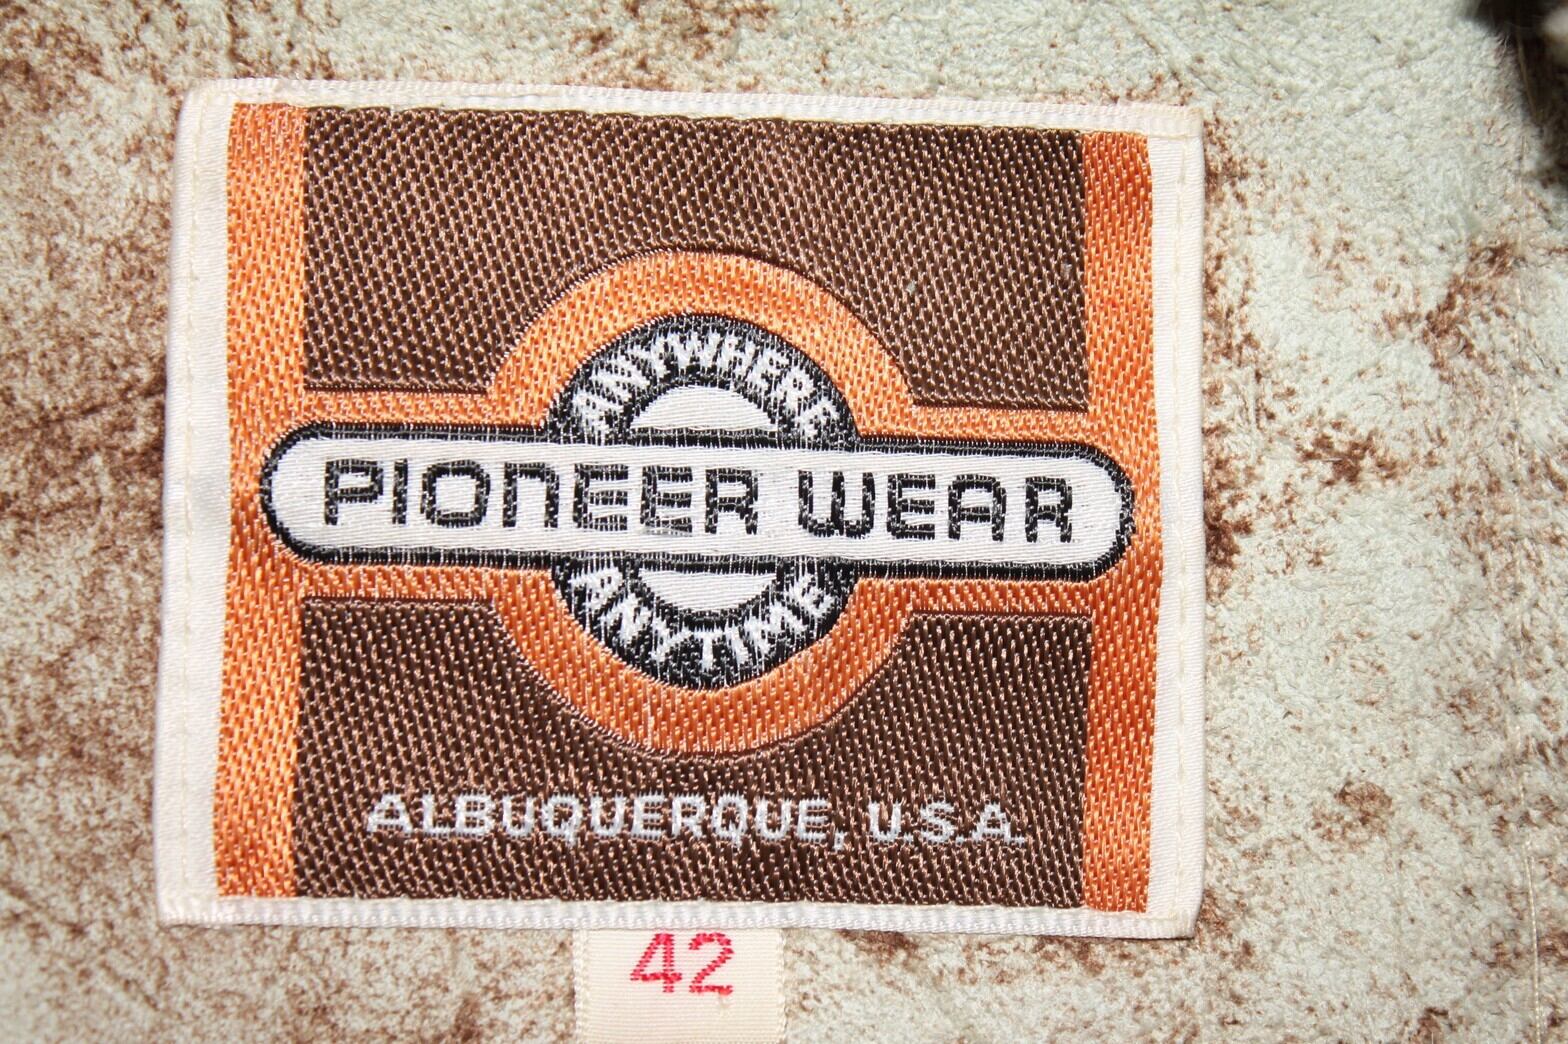 ANYWHERE
PIONEER WEAR
ANYTIME
ALBUQUERQUE, U.S.A.
42